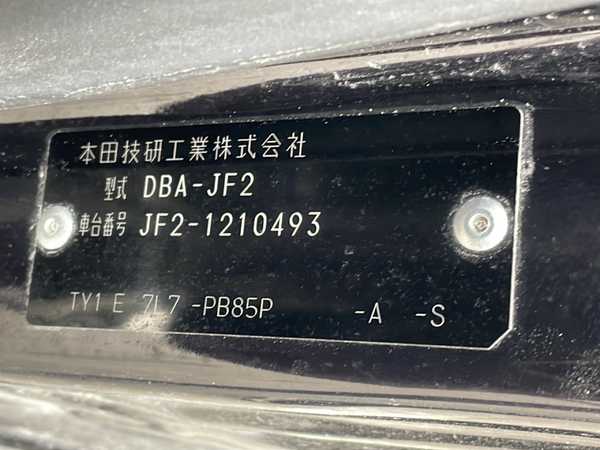 本田技研工業株式会社
型式 DBA-JF2
車台番号 JF2-1210493
TY1 E 7L7 -PB85P -A -S